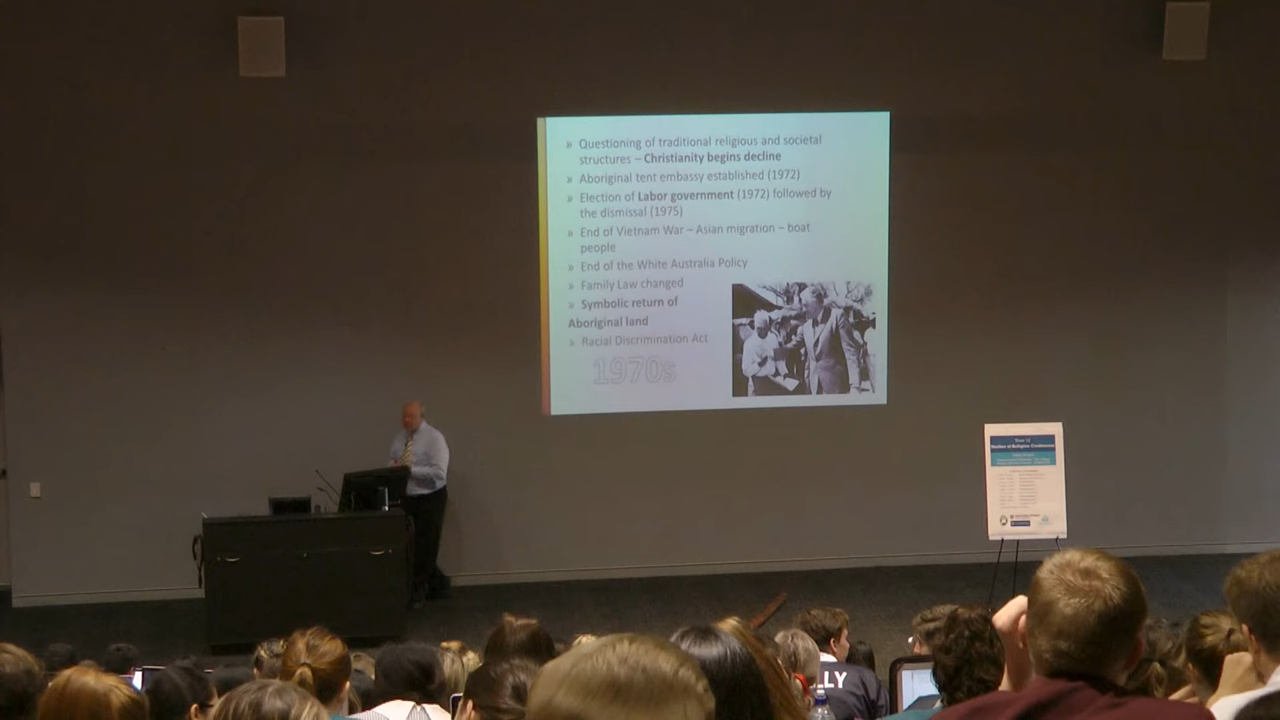 » Questioning of traditional religious and societal
structures – Christianity begins decline
» Aboriginal tent embassy established (1972)
» Election of Labor government (1972) followed by
the dismissal (1975)
» End of Vietnam War – Asian migration – boat
people
» End of the White Australia Policy
» Family Law changed
» Symbolic return of
Aboriginal land
» Racial Discrimination Act
1970s
LLY